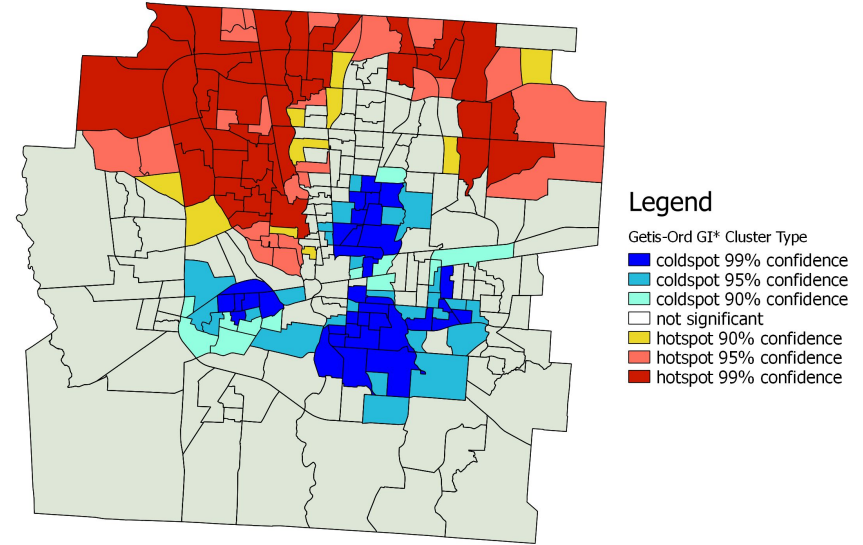 Legend
Getis-Ord GI* Cluster Type
coldspot 99% confidence
coldspot 95% confidence
coldspot 90% confidence
not significant
hotspot 90% confidence
hotspot 95% confidence
hotspot 99% confidence